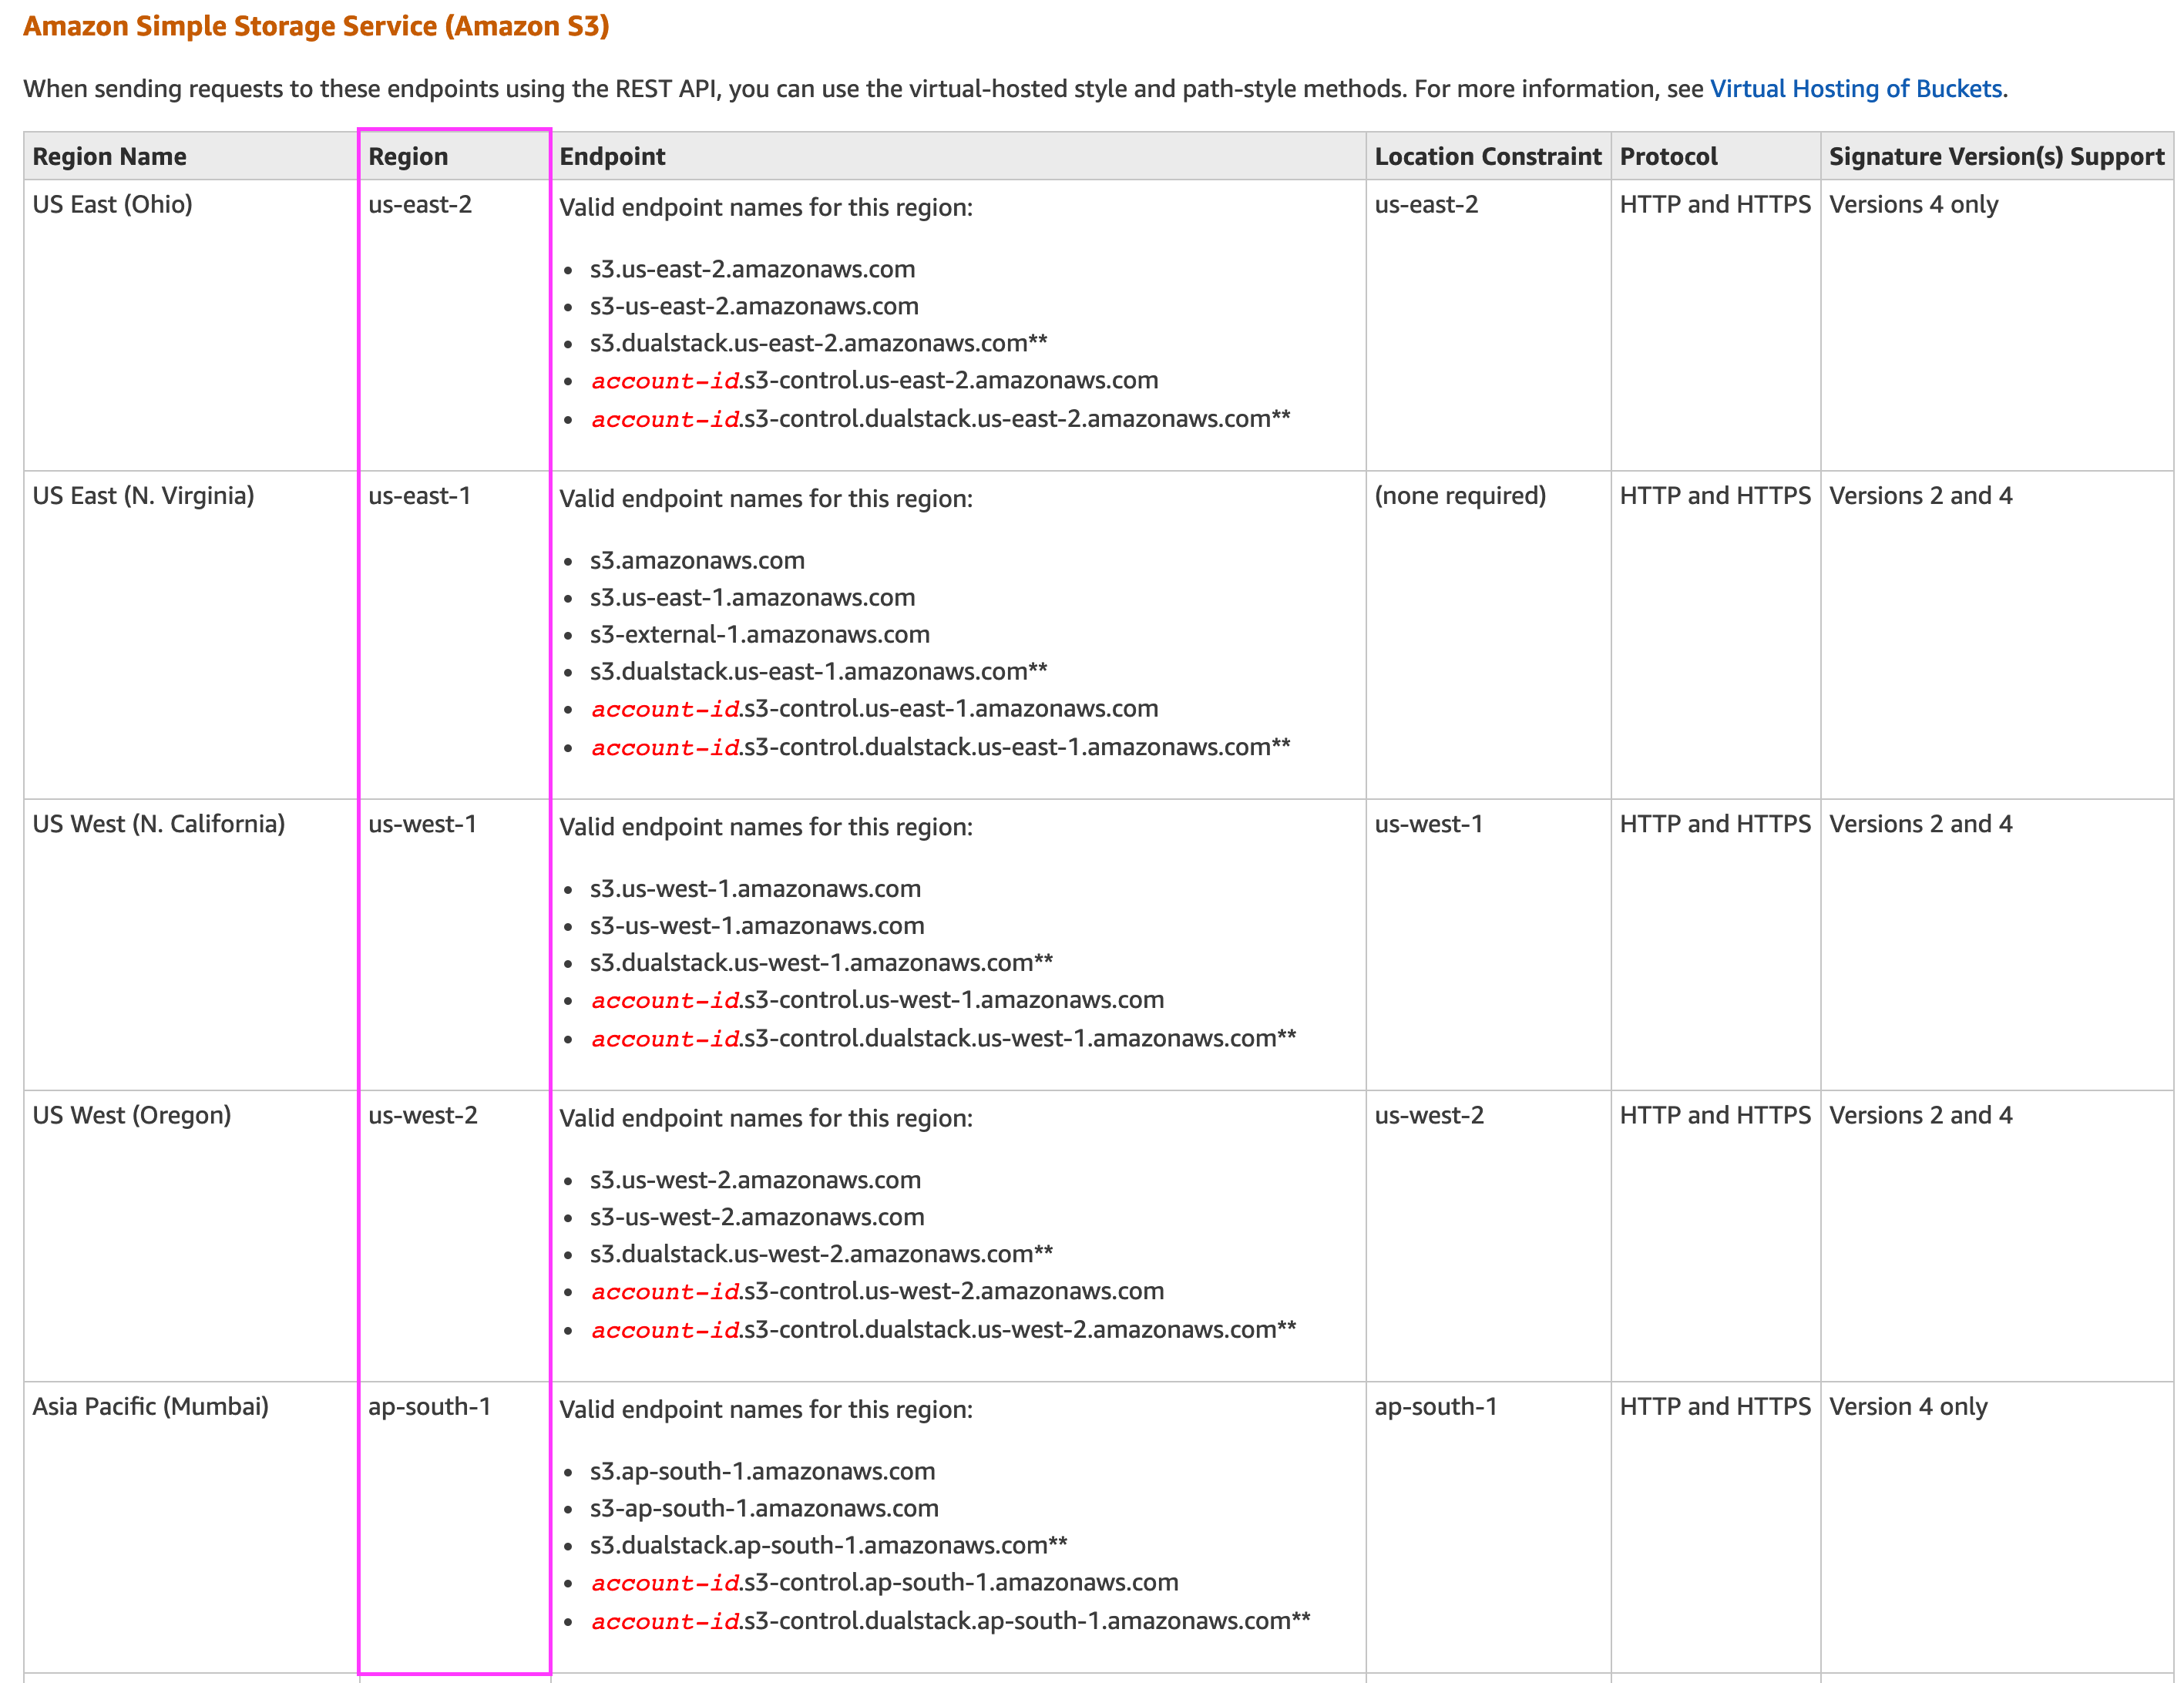 Amazon Simple Storage Service (Amazon S3)
When sending requests to these endpoints using the REST API, you can use the virtual-hosted style and path-style methods. For more information, see Virtual Hosting of Buckets.
Region Name Region Endpoint Location Constraint Protocol Signature Version(s) Support
US East (Ohio) us-east-2 Valid endpoint names for this region: us-east-2 HTTP and HTTPS Versions 4 only
• s3.us-east-2.amazonaws.com
• s3-us-east-2.amazonaws.com
• s3.dualstack.us-east-2.amazonaws.com**
• account-id.s3-control.us-east-2.amazonaws.com
• account-id.s3-control.dualstack.us-east-2.amazonaws.com**
US East (N. Virginia) us-east-1 Valid endpoint names for this region: (none required) HTTP and HTTPS Versions 2 and 4
• s3.amazonaws.com
• s3.us-east-1.amazonaws.com
• s3-external-1.amazonaws.com
• s3.dualstack.us-east-1.amazonaws.com**
• account-id.s3-control.us-east-1.amazonaws.com
• account-id.s3-control.dualstack.us-east-1.amazonaws.com**
US West (N. California) us-west-1 Valid endpoint names for this region: us-west-1 HTTP and HTTPS Versions 2 and 4
• s3.us-west-1.amazonaws.com
• s3-us-west-1.amazonaws.com
• s3.dualstack.us-west-1.amazonaws.com**
• account-id.s3-control.us-west-1.amazonaws.com
• account-id.s3-control.dualstack.us-west-1.amazonaws.com**
US West (Oregon) us-west-2 Valid endpoint names for this region: us-west-2 HTTP and HTTPS Versions 2 and 4
• s3.us-west-2.amazonaws.com
• s3-us-west-2.amazonaws.com
• s3.dualstack.us-west-2.amazonaws.com**
• account-id.s3-control.us-west-2.amazonaws.com
• account-id.s3-control.dualstack.us-west-2.amazonaws.com**
Asia Pacific (Mumbai) ap-south-1 Valid endpoint names for this region: ap-south-1 HTTP and HTTPS Version 4 only
• s3.ap-south-1.amazonaws.com
• s3-ap-south-1.amazonaws.com
• s3.dualstack.ap-south-1.amazonaws.com**
• account-id.s3-control.ap-south-1.amazonaws.com
• account-id.s3-control.dualstack.ap-south-1.amazonaws.com**